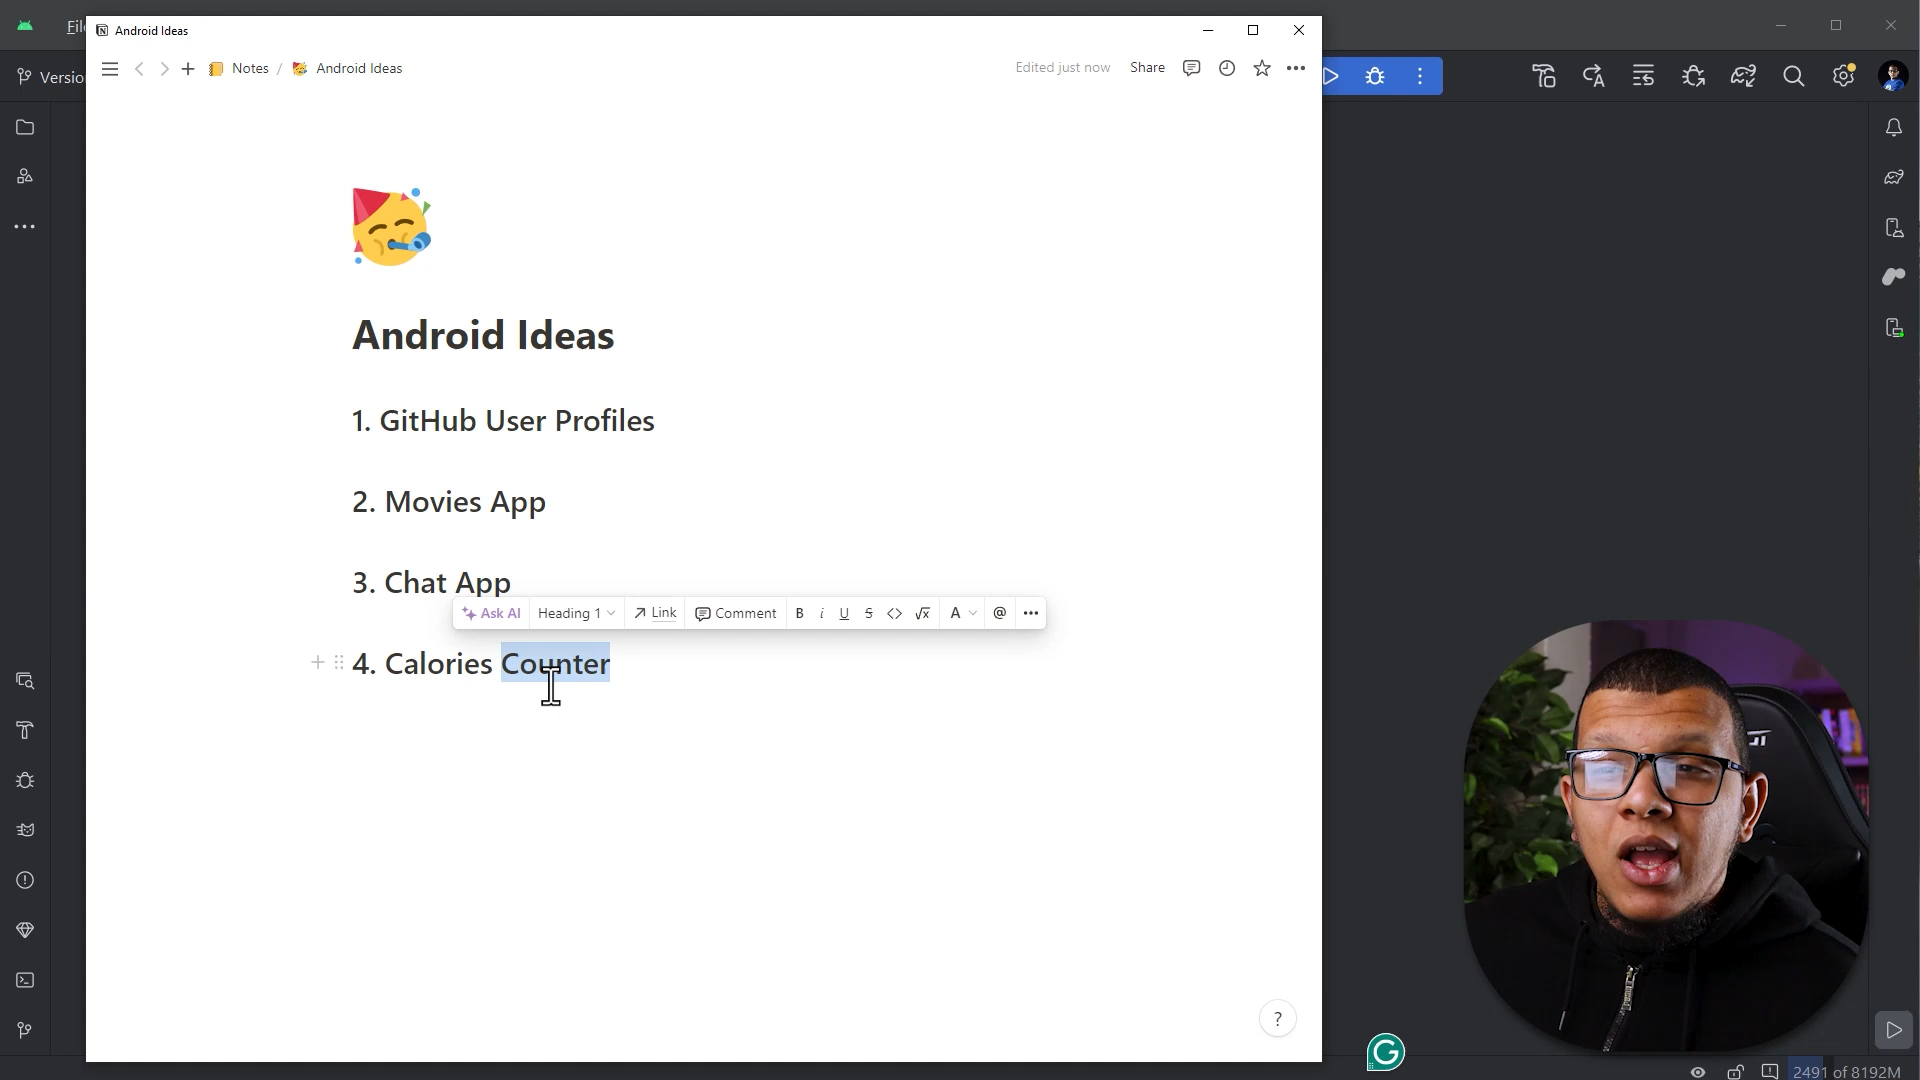 Android Ideas
File
Notes / Android Ideas
Edited just now
Share
Android Ideas
1. GitHub User Profiles
2. Movies App
3. Chat App
Ask AI
Heading 1
Link
Comment
B i U S <> √x A @
4. Calories Counter
?
2491 of 8192M